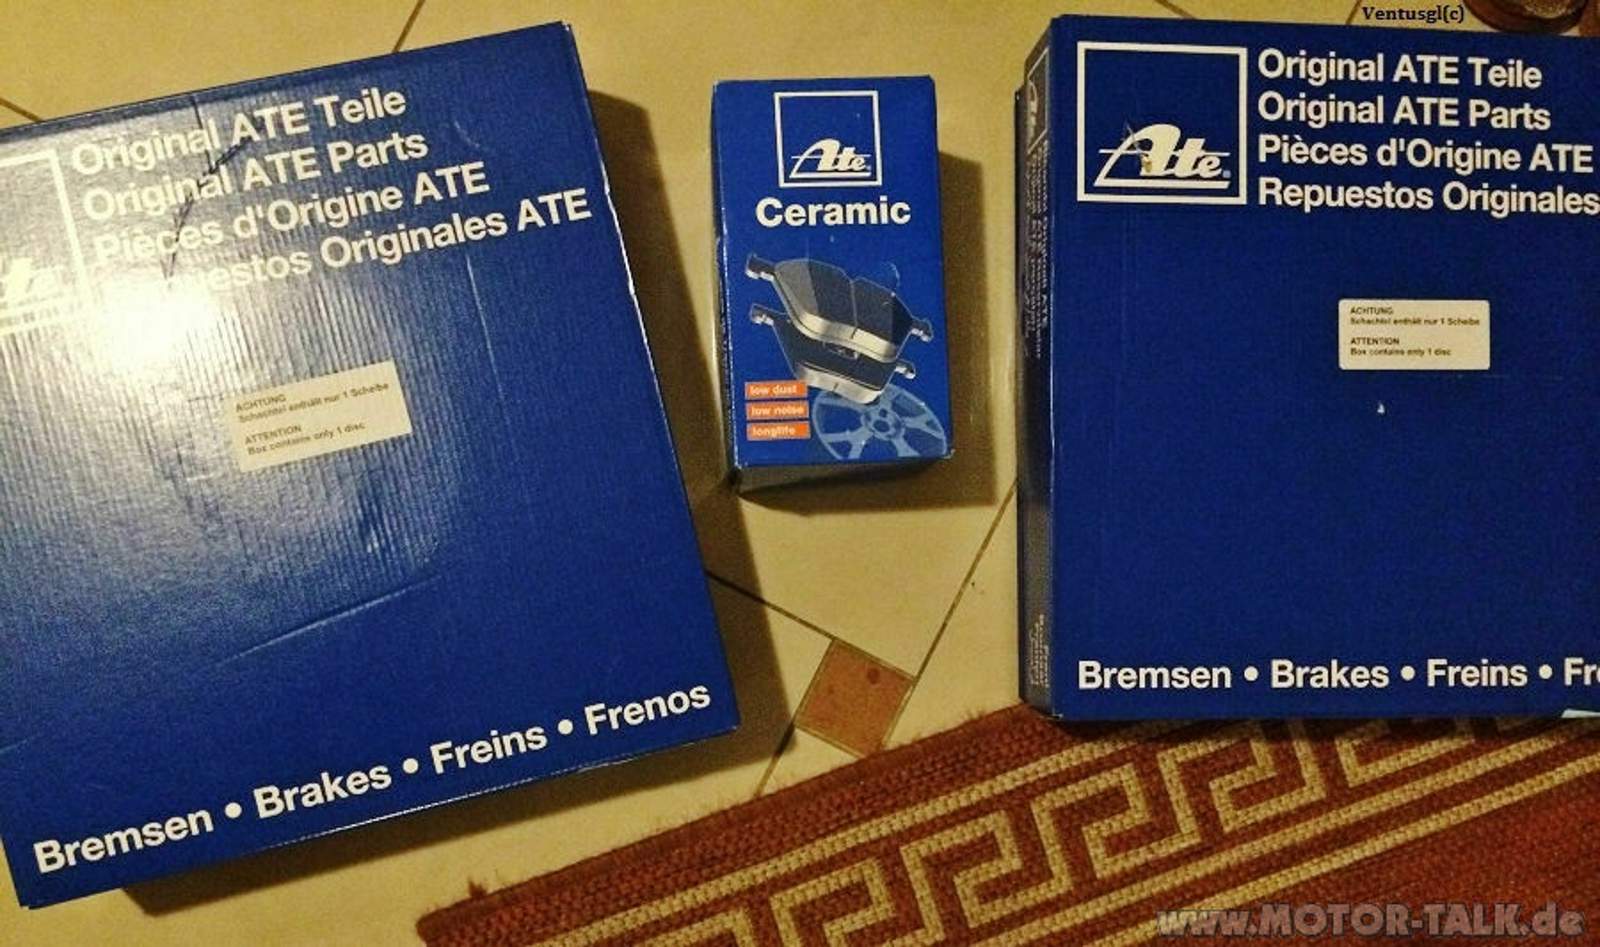 Ventusgl(c)
Original ATE Teile
Original ATE Parts
Pièces d'Origine ATE
Originales ATE
ACHTUNG
Schachtel enthält nur 1 Scheibe
ATTENTION
Box contains only 1 disc
Bremsen • Brakes • Freins • Frenos
Ate
Ceramic
low dust
low noise
longlife
Ate
Original ATE Teile
Original ATE Parts
Pièces d'Origine ATE
Repuestos Originales
ACHTUNG
Schachtel enthält nur 1 Scheibe
ATTENTION
Box contains only 1 disc
Bremsen • Brakes • Freins •
www.MOTOR-TALK.de